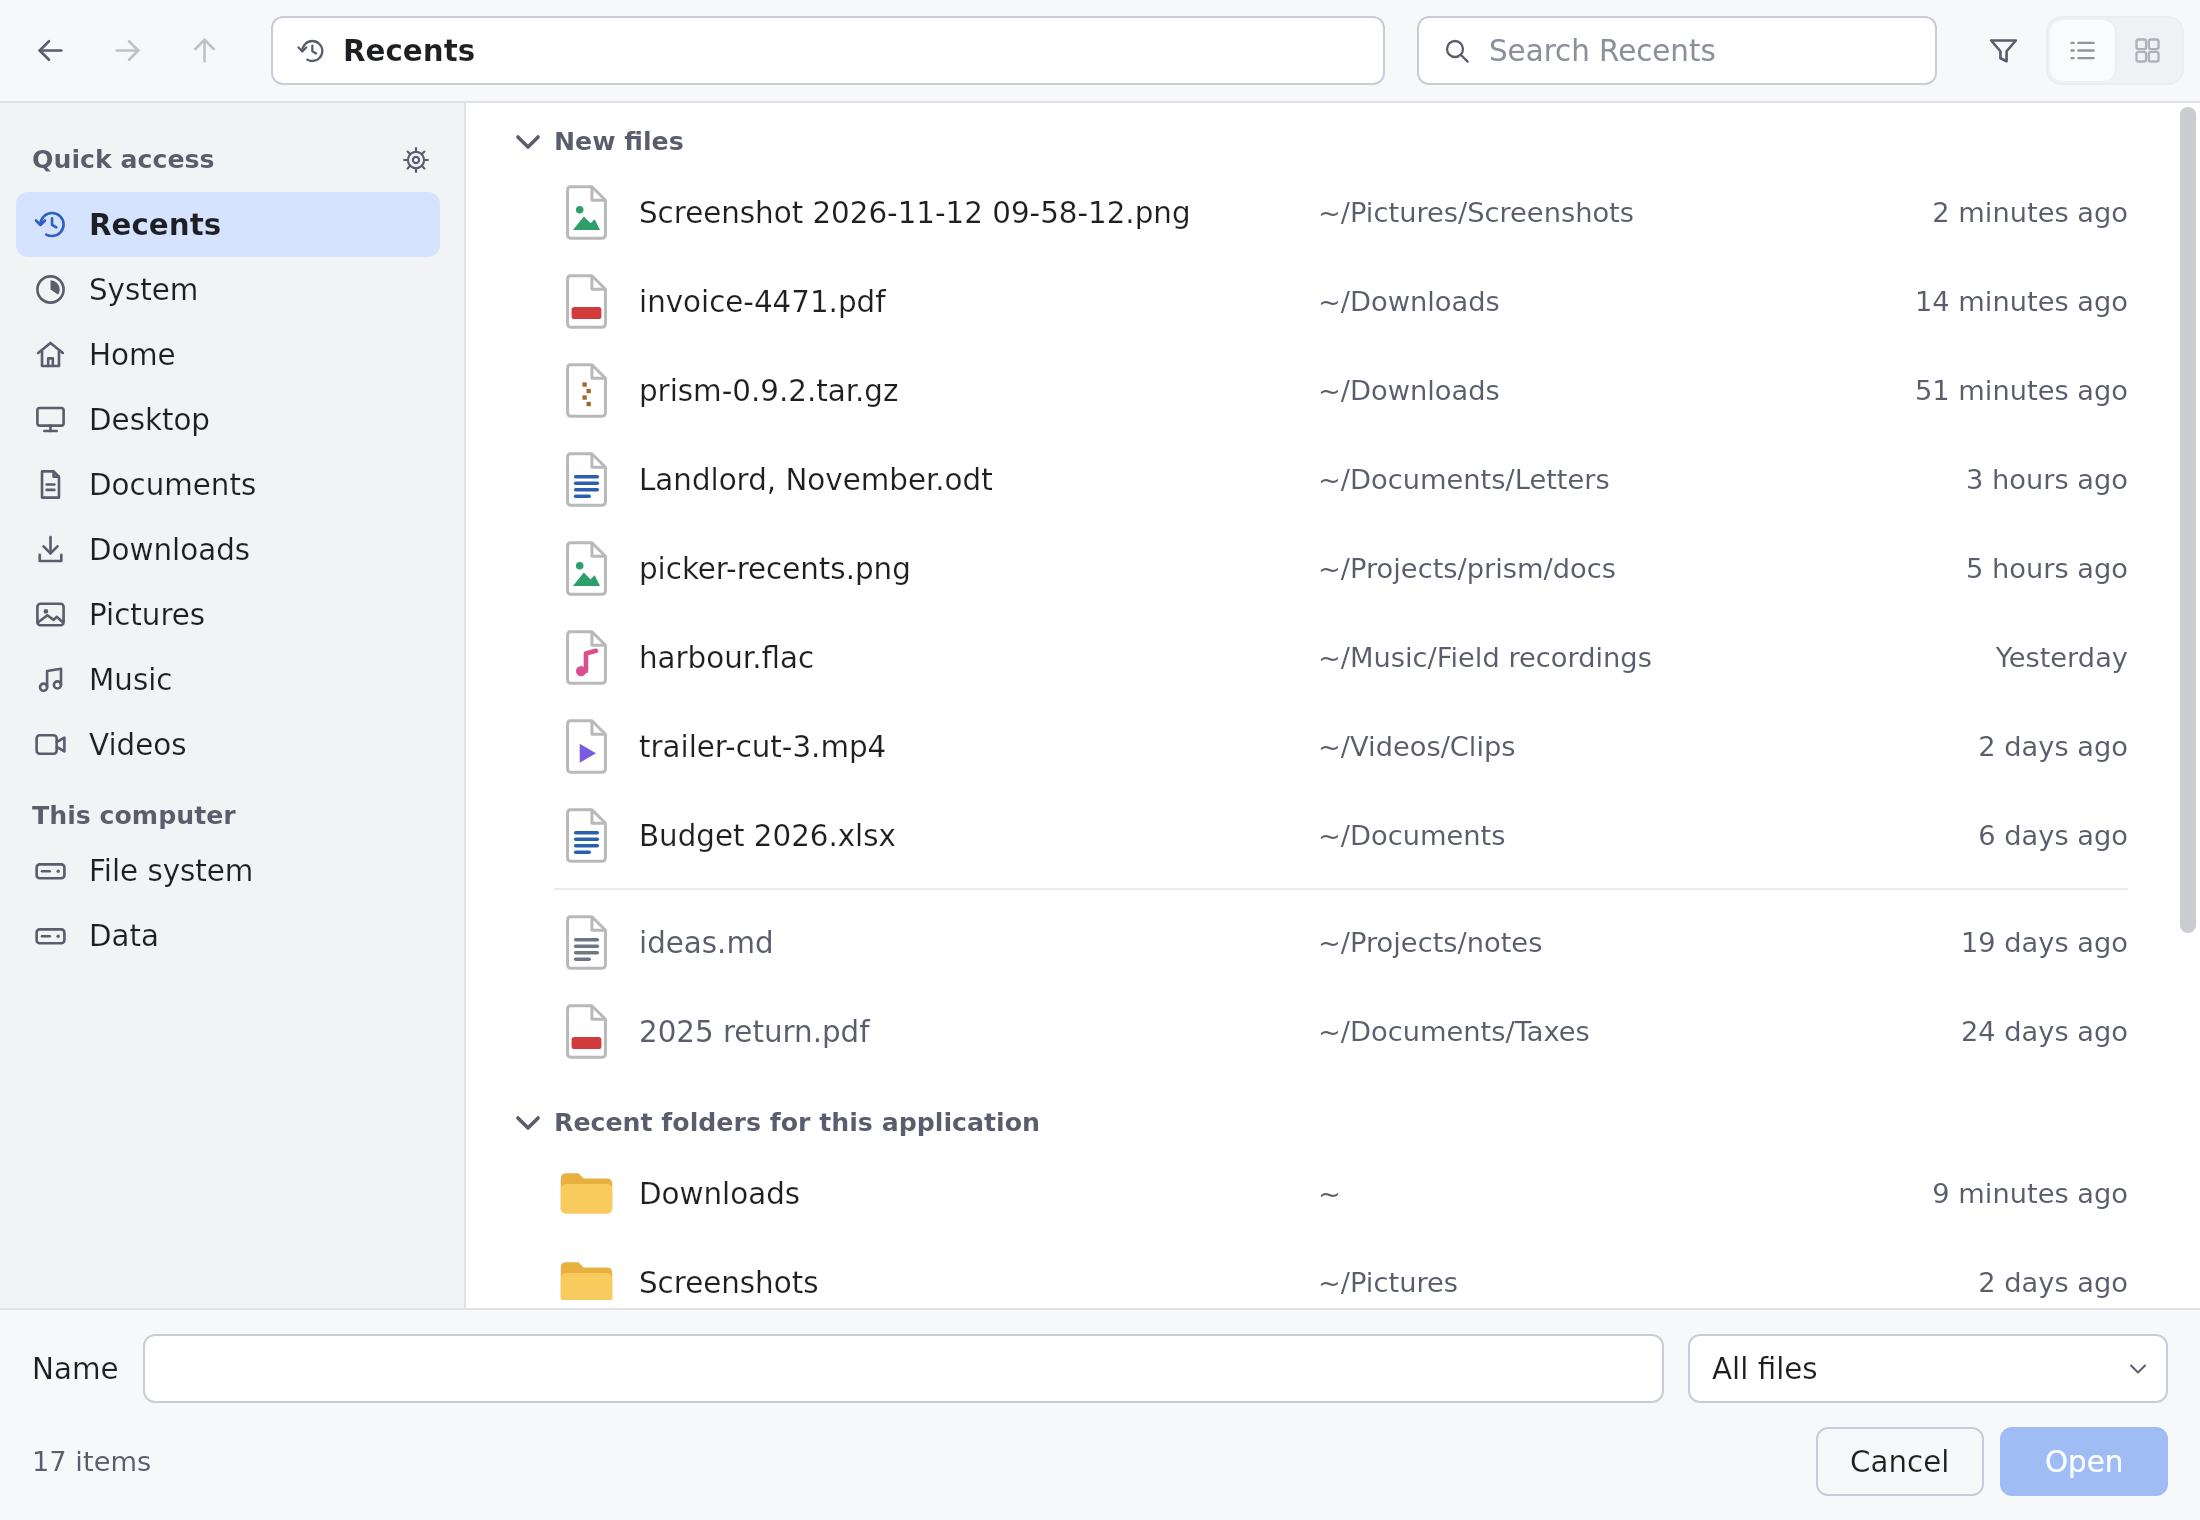 Recents
Search Recents
Quick access
Recents
System
Home
Desktop
Documents
Downloads
Pictures
Music
Videos
This computer
File system
Data
New files
Screenshot 2026-11-12 09-58-12.png ~/Pictures/Screenshots 2 minutes ago
invoice-4471.pdf ~/Downloads 14 minutes ago
prism-0.9.2.tar.gz ~/Downloads 51 minutes ago
Landlord, November.odt ~/Documents/Letters 3 hours ago
picker-recents.png ~/Projects/prism/docs 5 hours ago
harbour.flac ~/Music/Field recordings Yesterday
trailer-cut-3.mp4 ~/Videos/Clips 2 days ago
Budget 2026.xlsx ~/Documents 6 days ago
ideas.md ~/Projects/notes 19 days ago
2025 return.pdf ~/Documents/Taxes 24 days ago
Recent folders for this application
Downloads ~ 9 minutes ago
Screenshots ~/Pictures 2 days ago
Name
All files
17 items
Cancel
Open